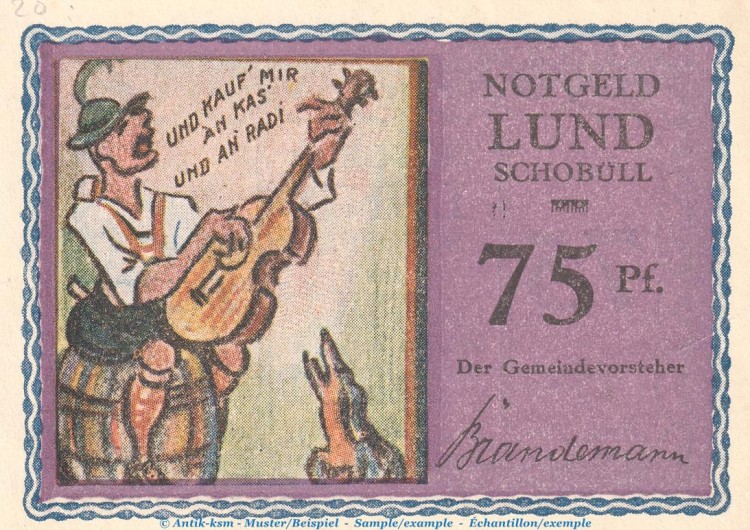 20
UND KAUF' MIR
AN KAS'
UND AN' RADI
NOTGELD
LUND
SCHOBÜLL
75 Pf.
Der Gemeindevorsteher
Brandemann
© Antik-ksm - Muster/Beispiel - Sample/example - Échantillon/exemple